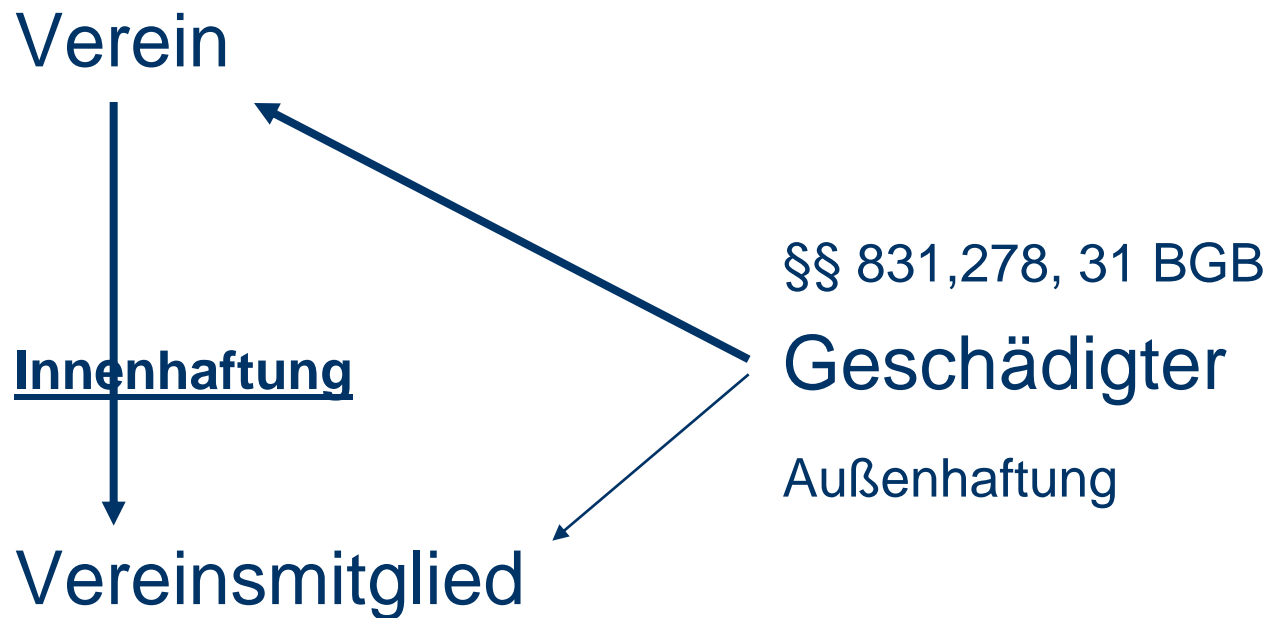 Verein
§§ 831,278, 31 BGB
Innenhaftung
Geschädigter
Außenhaftung
Vereinsmitglied